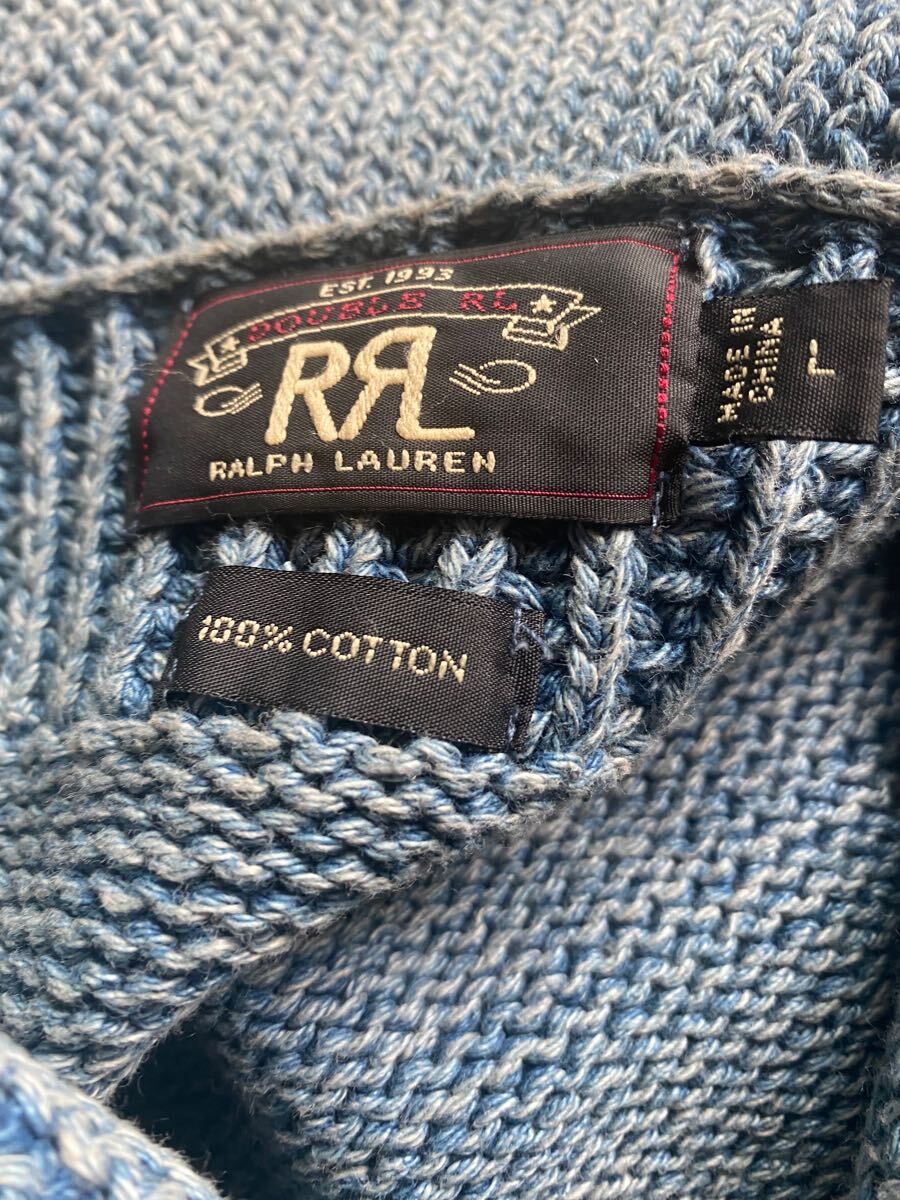 EST. 1993
DOUBLE RL
RRL
RALPH LAUREN
MADE IN
CHINA
L
100% COTTON